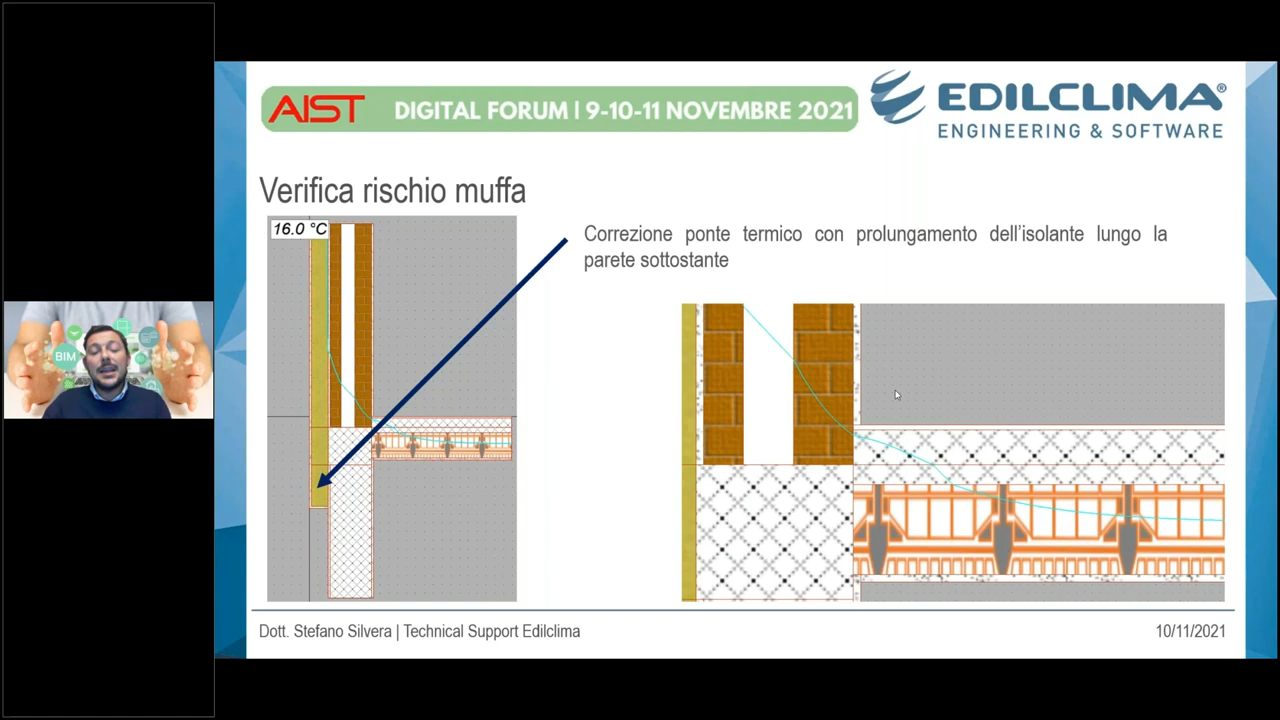 AIST DIGITAL FORUM | 9-10-11 NOVEMBRE 2021
EDILCLIMA®
ENGINEERING & SOFTWARE
Verifica rischio muffa
16.0 °C
Correzione ponte termico con prolungamento dell'isolante lungo la
parete sottostante
BIM
Dott. Stefano Silvera | Technical Support Edilclima
10/11/2021